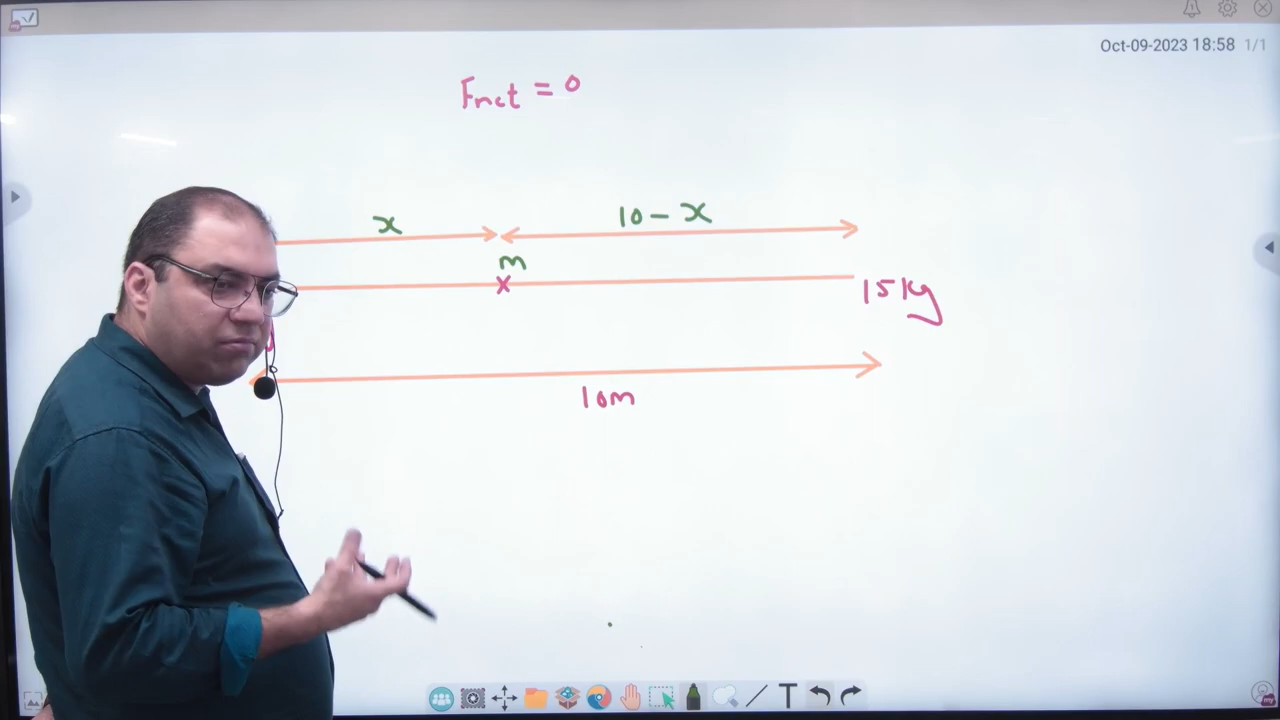 Oct-09-2023 18:58 1/1
Fnet = 0
x
10 - x
m
x
15kg
10m
T